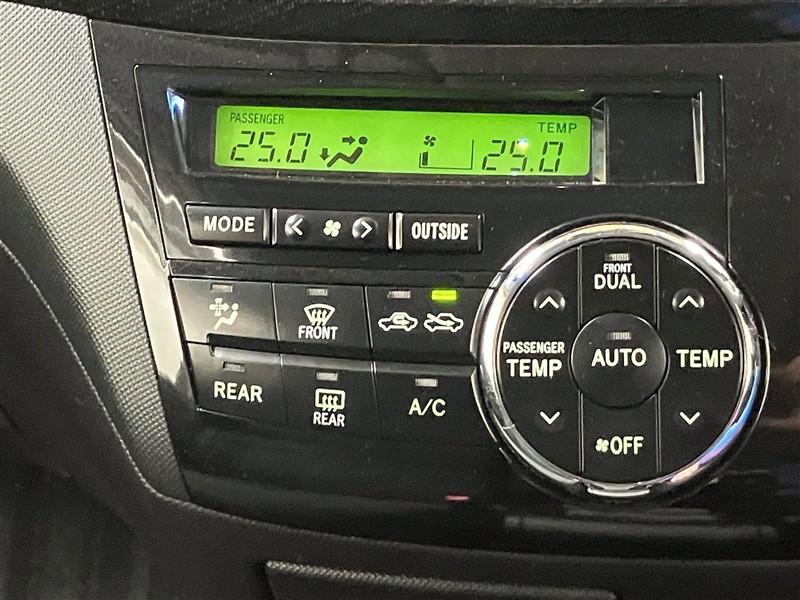 PASSENGER
TEMP
25.0
25.0
MODE
OUTSIDE
FRONT
DUAL
FRONT
PASSENGER
TEMP
AUTO
TEMP
REAR
REAR
A/C
OFF